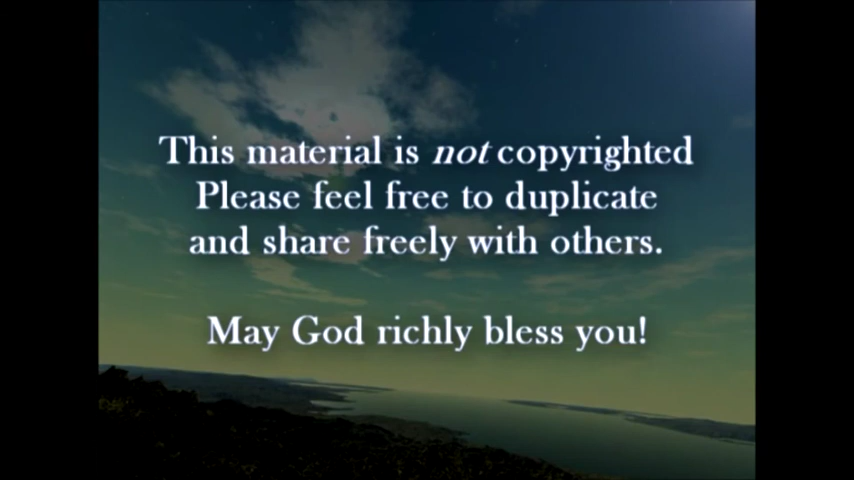 This material is not copyrighted
Please feel free to duplicate
and share freely with others.
May God richly bless you!